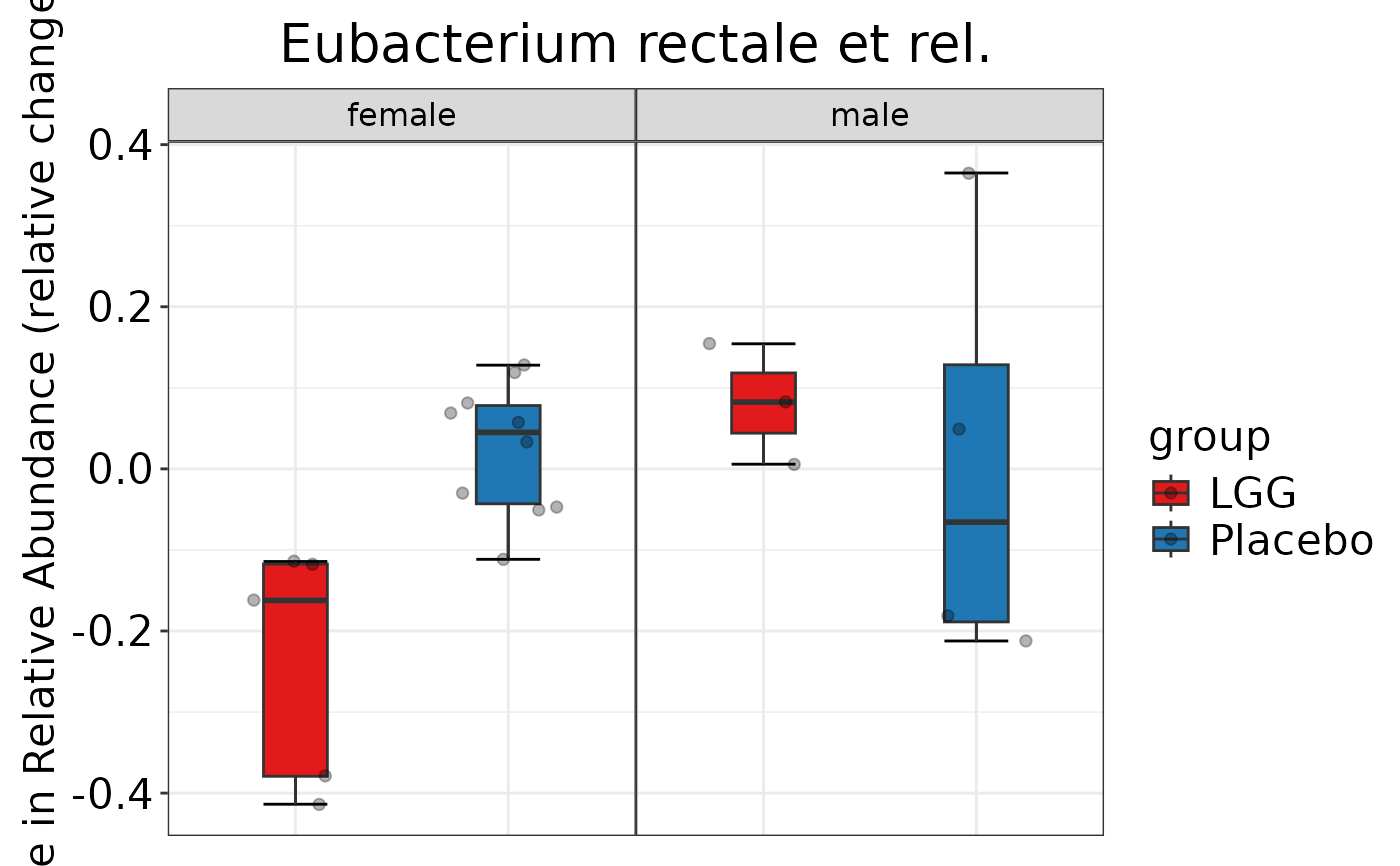 Eubacterium rectale et rel.
female
male
e in Relative Abundance (relative change
0.4
0.2
0.0
-0.2
-0.4
group
LGG
Placebo